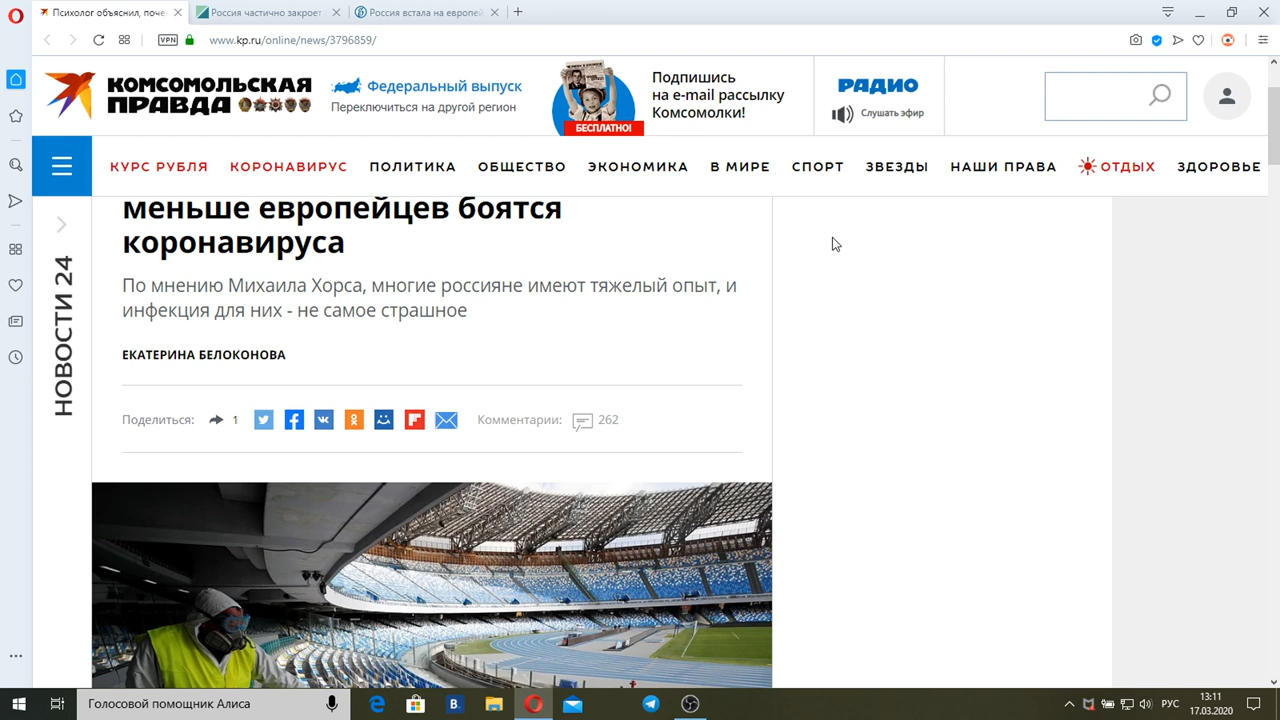 Психолог объяснил, поче
Россия частично закроет
Россия встала на европей
VPN
www.kp.ru/online/news/3796859/
КОМСОМОЛЬСКАЯ
ПРАВДА
Федеральный выпуск
Переключиться на другой регион
БЕСПЛАТНО!
Подпишись
на e-mail рассылку
Комсомолки!
РАДИО
Слушать эфир
КУРС РУБЛЯ КОРОНАВИРУС ПОЛИТИКА ОБЩЕСТВО ЭКОНОМИКА В МИРЕ СПОРТ ЗВЕЗДЫ НАШИ ПРАВА ОТДЫХ ЗДОРОВЬЕ
НОВОСТИ 24
меньше европейцев боятся
коронавируса
По мнению Михаила Хорса, многие россияне имеют тяжелый опыт, и
инфекция для них - не самое страшное
ЕКАТЕРИНА БЕЛОКОНОВА
Поделиться: 1 Комментарии: 262
Голосовой помощник Алиса
РУС
13:11
17.03.2020